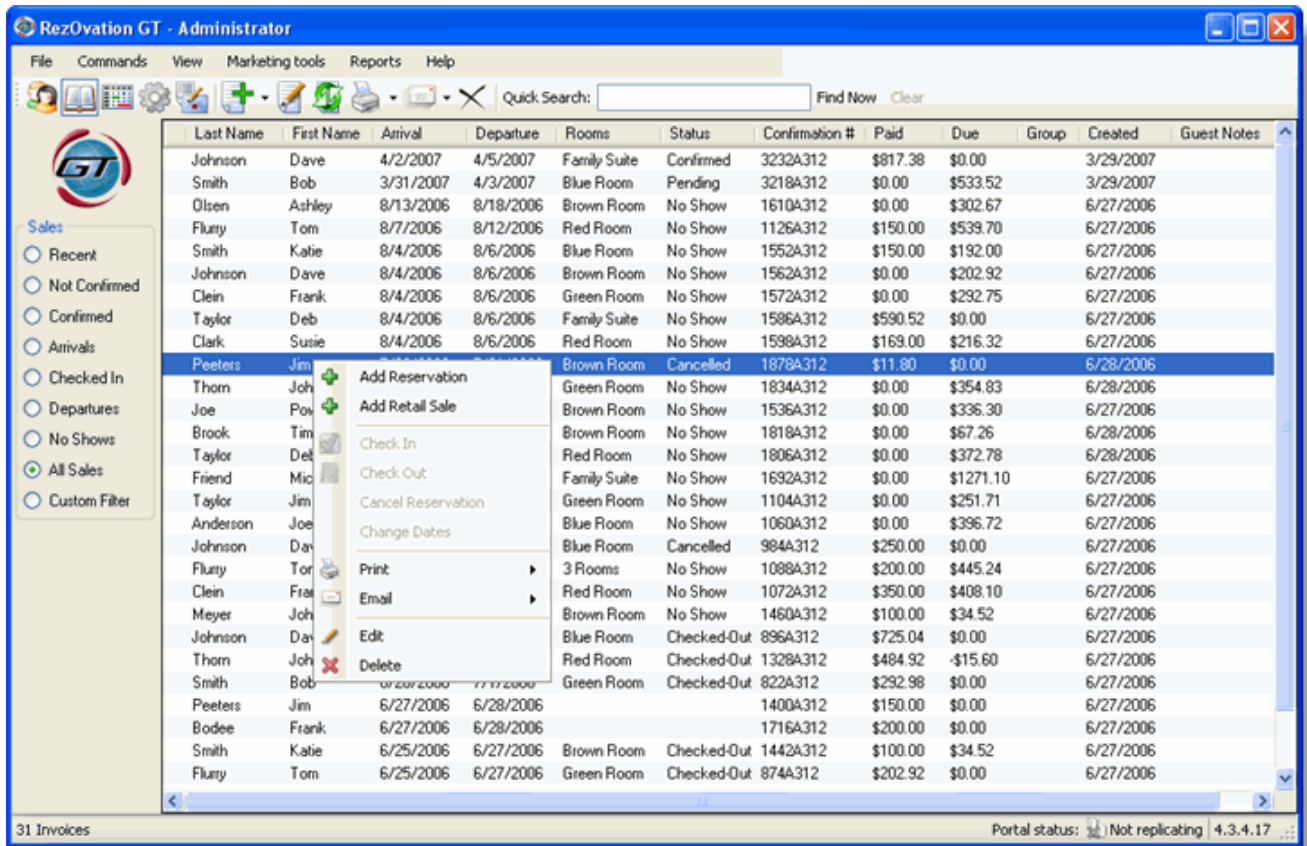 RezOvation GT - Administrator
File Commands View Marketing tools Reports Help
Quick Search: Find Now Clear
GT
Last Name First Name Arrival Departure Rooms Status Confirmation # Paid Due Group Created Guest Notes
Johnson Dave 4/2/2007 4/5/2007 Family Suite Confirmed 3232A312 $817.38 $0.00 3/29/2007
Smith Bob 3/31/2007 4/3/2007 Blue Room Pending 3218A312 $0.00 $533.52 3/29/2007
Olsen Ashley 8/13/2006 8/18/2006 Brown Room No Show 1610A312 $0.00 $302.67 6/27/2006
Flurry Tom 8/7/2006 8/12/2006 Red Room No Show 1126A312 $150.00 $539.70 6/27/2006
Smith Katie 8/4/2006 8/6/2006 Blue Room No Show 1552A312 $150.00 $192.00 6/27/2006
Johnson Dave 8/4/2006 8/6/2006 Brown Room No Show 1562A312 $0.00 $202.92 6/27/2006
Clein Frank 8/4/2006 8/6/2006 Green Room No Show 1572A312 $0.00 $292.75 6/27/2006
Taylor Deb 8/4/2006 8/6/2006 Family Suite No Show 1586A312 $590.52 $0.00 6/27/2006
Clark Susie 8/4/2006 8/6/2006 Red Room No Show 1598A312 $169.00 $216.32 6/27/2006
Peeters Jim Brown Room Cancelled 1878A312 $11.80 $0.00 6/28/2006
Thorn Joh Green Room No Show 1834A312 $0.00 $354.83 6/28/2006
Joe Brown Room No Show 1536A312 $0.00 $336.30 6/27/2006
Brook Tim Brown Room No Show 1818A312 $0.00 $67.26 6/28/2006
Taylor Red Room No Show 1806A312 $0.00 $372.78 6/28/2006
Friend Mic Family Suite No Show 1692A312 $0.00 $1271.10 6/27/2006
Taylor Jim Green Room No Show 1104A312 $0.00 $251.71 6/27/2006
Anderson Joe Blue Room No Show 1060A312 $0.00 $396.72 6/27/2006
Johnson Blue Room Cancelled 984A312 $250.00 $0.00 6/27/2006
Flurry 3 Rooms No Show 1088A312 $200.00 $445.24 6/27/2006
Clein Red Room No Show 1072A312 $350.00 $408.10 6/27/2006
Meyer Joh Brown Room No Show 1460A312 $100.00 $34.52 6/27/2006
Johnson Blue Room Checked-Out 896A312 $725.04 $0.00 6/27/2006
Thorn Joh Red Room Checked-Out 1328A312 $484.92 -$15.60 6/27/2006
Smith Bob Green Room Checked-Out 822A312 $292.98 $0.00 6/27/2006
Peeters Jim 6/27/2006 6/28/2006 1400A312 $150.00 $0.00 6/27/2006
Bodee Frank 6/27/2006 6/28/2006 1716A312 $200.00 $0.00 6/27/2006
Smith Katie 6/25/2006 6/27/2006 Brown Room Checked-Out 1442A312 $100.00 $34.52 6/27/2006
Flurry Tom 6/25/2006 6/27/2006 Green Room Checked-Out 874A312 $202.92 $0.00 6/27/2006
Sales
Recent
Not Confirmed
Confirmed
Arrivals
Checked In
Departures
No Shows
All Sales
Custom Filter
Add Reservation
Add Retail Sale
Check In
Check Out
Cancel Reservation
Change Dates
Print
Email
Edit
Delete
31 Invoices Portal status: Not replicating 4.3.4.17